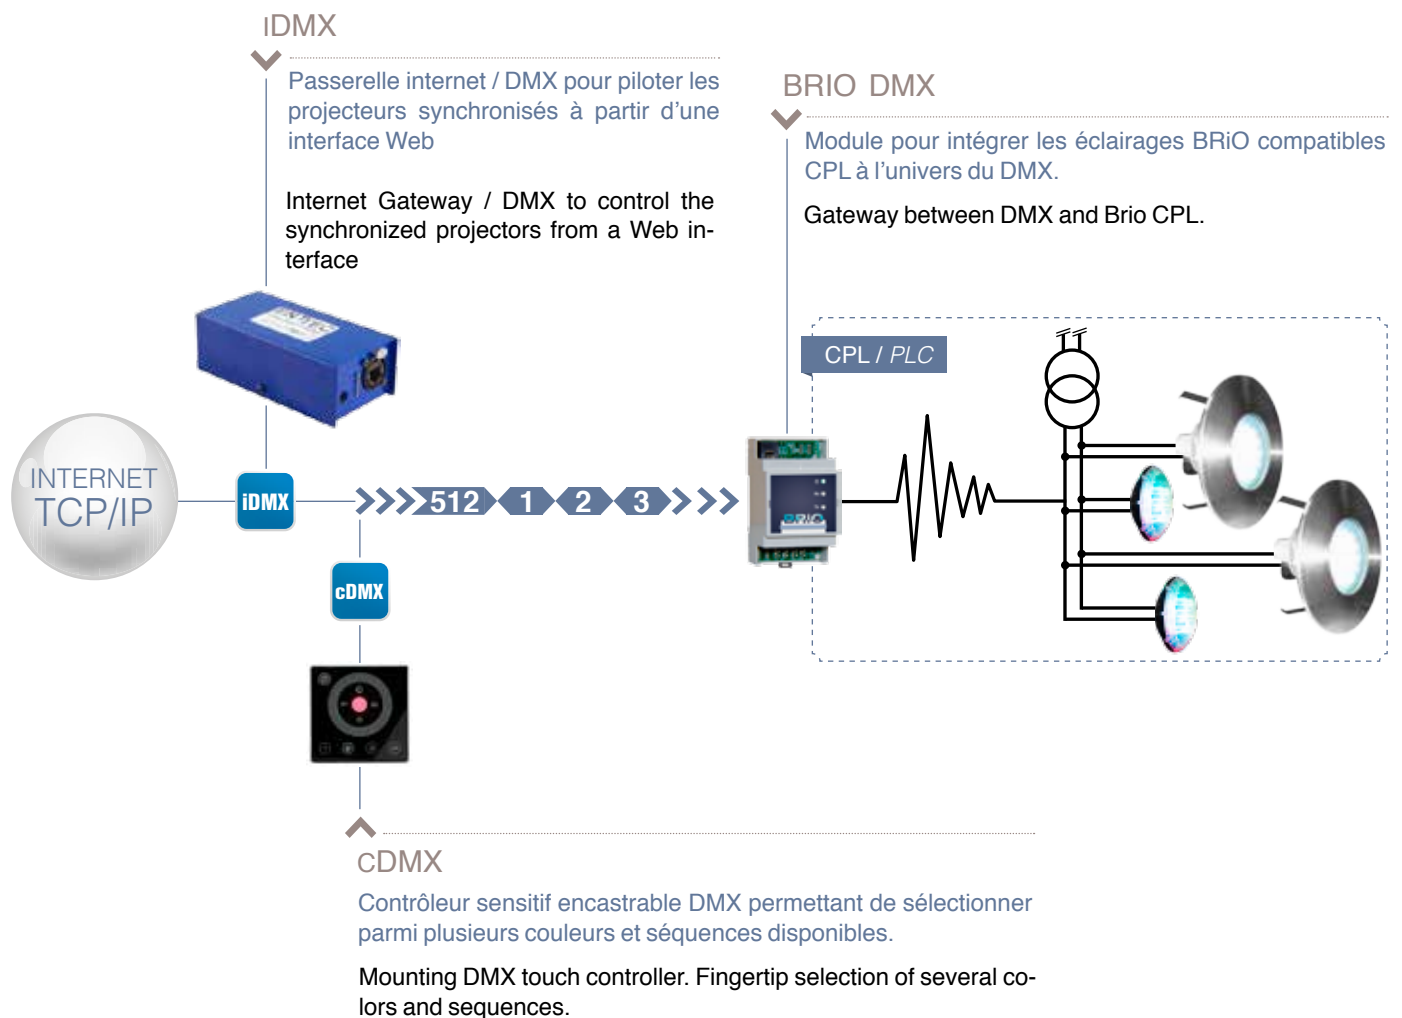 iDMX
Passerelle internet / DMX pour piloter les
projecteurs synchronisés à partir d'une
interface Web
Internet Gateway / DMX to control the
synchronized projectors from a Web in-
terface
BRIO DMX
Module pour intégrer les éclairages BRiO compatibles
CPL à l'univers du DMX.
Gateway between DMX and Brio CPL.
CPL / PLC
INTERNET
TCP/IP
iDMX
512 1 2 3
cDMX
cDMX
Contrôleur sensitif encastrable DMX permettant de sélectionner
parmi plusieurs couleurs et séquences disponibles.
Mounting DMX touch controller. Fingertip selection of several co-
lors and sequences.